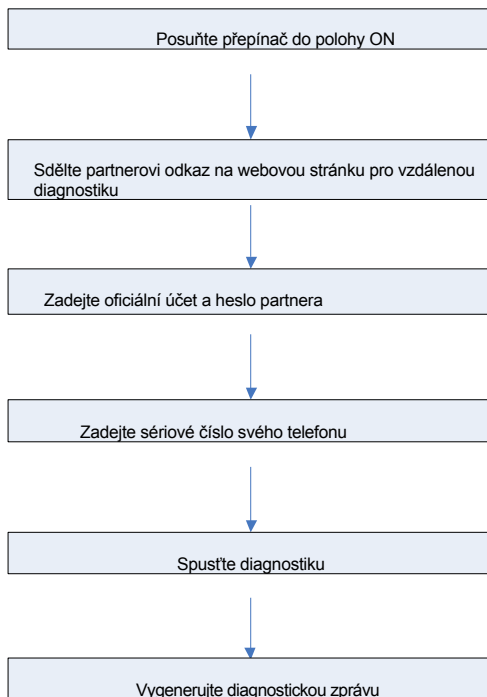 Posuňte přepínač do polohy ON
Sdělte partnerovi odkaz na webovou stránku pro vzdálenou
diagnostiku
Zadejte oficiální účet a heslo partnera
Zadejte sériové číslo svého telefonu
Spusťte diagnostiku
Vygenerujte diagnostickou zprávu